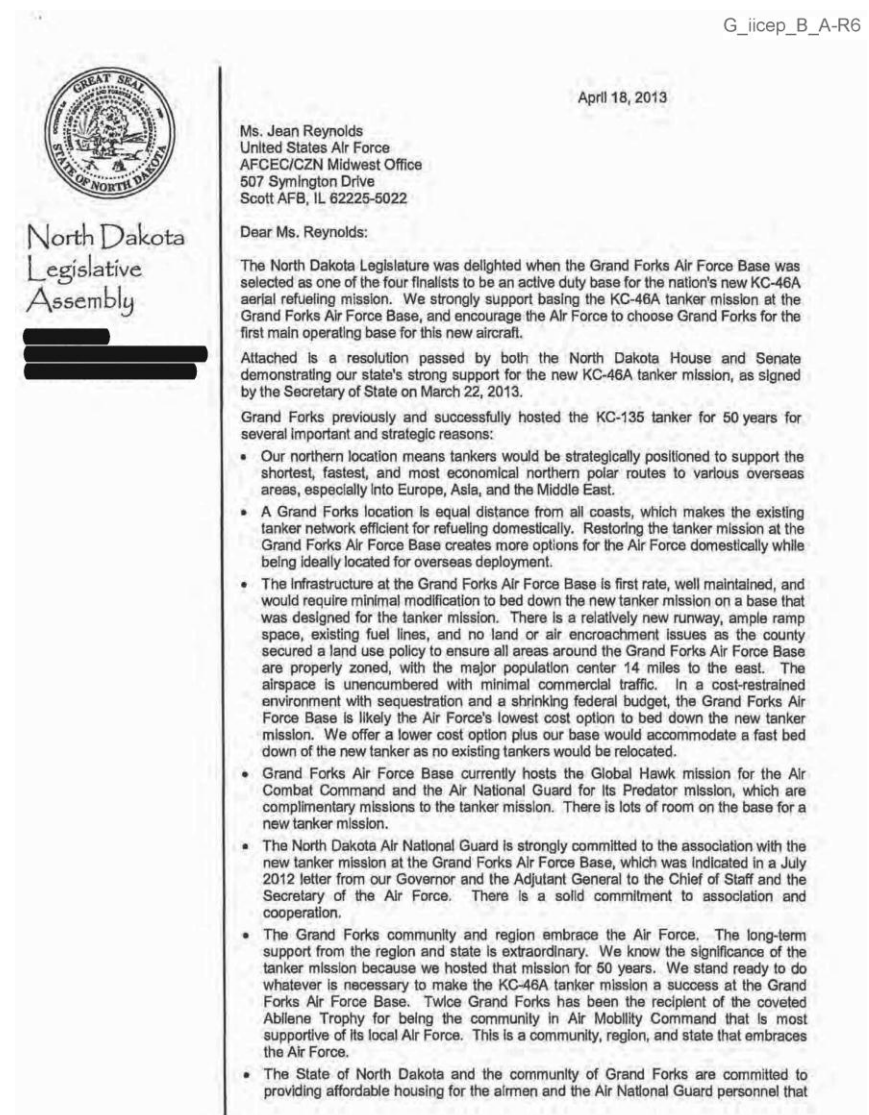 G_iicep_B_A-R6
GREAT SEAL
STATE OF NORTH DAKOTA
North Dakota
Legislative
Assembly
April 18, 2013
Ms. Jean Reynolds
United States Air Force
AFCEC/CZN Midwest Office
507 Symington Drive
Scott AFB, IL 62225-5022
Dear Ms. Reynolds:
The North Dakota Legislature was delighted when the Grand Forks Air Force Base was
selected as one of the four finalists to be an active duty base for the nation's new KC-46A
aerial refueling mission. We strongly support basing the KC-46A tanker mission at the
Grand Forks Air Force Base, and encourage the Air Force to choose Grand Forks for the
first main operating base for this new aircraft.
Attached is a resolution passed by both the North Dakota House and Senate
demonstrating our state's strong support for the new KC-46A tanker mission, as signed
by the Secretary of State on March 22, 2013.
Grand Forks previously and successfully hosted the KC-135 tanker for 50 years for
several important and strategic reasons:
• Our northern location means tankers would be strategically positioned to support the
shortest, fastest, and most economical northern polar routes to various overseas
areas, especially into Europe, Asia, and the Middle East.
• A Grand Forks location is equal distance from all coasts, which makes the existing
tanker network efficient for refueling domestically. Restoring the tanker mission at the
Grand Forks Air Force Base creates more options for the Air Force domestically while
being ideally located for overseas deployment.
• The infrastructure at the Grand Forks Air Force Base is first rate, well maintained, and
would require minimal modification to bed down the new tanker mission on a base that
was designed for the tanker mission. There is a relatively new runway, ample ramp
space, existing fuel lines, and no land or air encroachment issues as the county
secured a land use policy to ensure all areas around the Grand Forks Air Force Base
are properly zoned, with the major population center 14 miles to the east. The
airspace is unencumbered with minimal commercial traffic. In a cost-restrained
environment with sequestration and a shrinking federal budget, the Grand Forks Air
Force Base is likely the Air Force's lowest cost option to bed down the new tanker
mission. We offer a lower cost option plus our base would accommodate a fast bed
down of the new tanker as no existing tankers would be relocated.
• Grand Forks Air Force Base currently hosts the Global Hawk mission for the Air
Combat Command and the Air National Guard for its Predator mission, which are
complimentary missions to the tanker mission. There is lots of room on the base for a
new tanker mission.
• The North Dakota Air National Guard is strongly committed to the association with the
new tanker mission at the Grand Forks Air Force Base, which was indicated in a July
2012 letter from our Governor and the Adjutant General to the Chief of Staff and the
Secretary of the Air Force. There is a solid commitment to association and
cooperation.
• The Grand Forks community and region embrace the Air Force. The long-term
support from the region and state is extraordinary. We know the significance of the
tanker mission because we hosted that mission for 50 years. We stand ready to do
whatever is necessary to make the KC-46A tanker mission a success at the Grand
Forks Air Force Base. Twice Grand Forks has been the recipient of the coveted
Abilene Trophy for being the community in Air Mobility Command that is most
supportive of its local Air Force. This is a community, region, and state that embraces
the Air Force.
• The State of North Dakota and the community of Grand Forks are committed to
providing affordable housing for the airmen and the Air National Guard personnel that